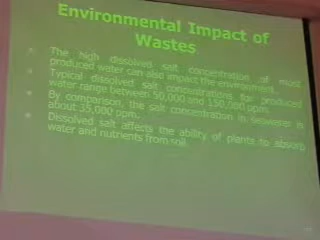 Environmental Impact of
Wastes
The high dissolved salt concentration of most
produced water can also impact the environment.
Typical dissolved salt concentrations for produced
water range between 50,000 and 150,000 ppm.
By comparison, the salt concentration in seawater is
about 35,000 ppm.
Dissolved salt affects the ability of plants to absorb
water and nutrients from soil.